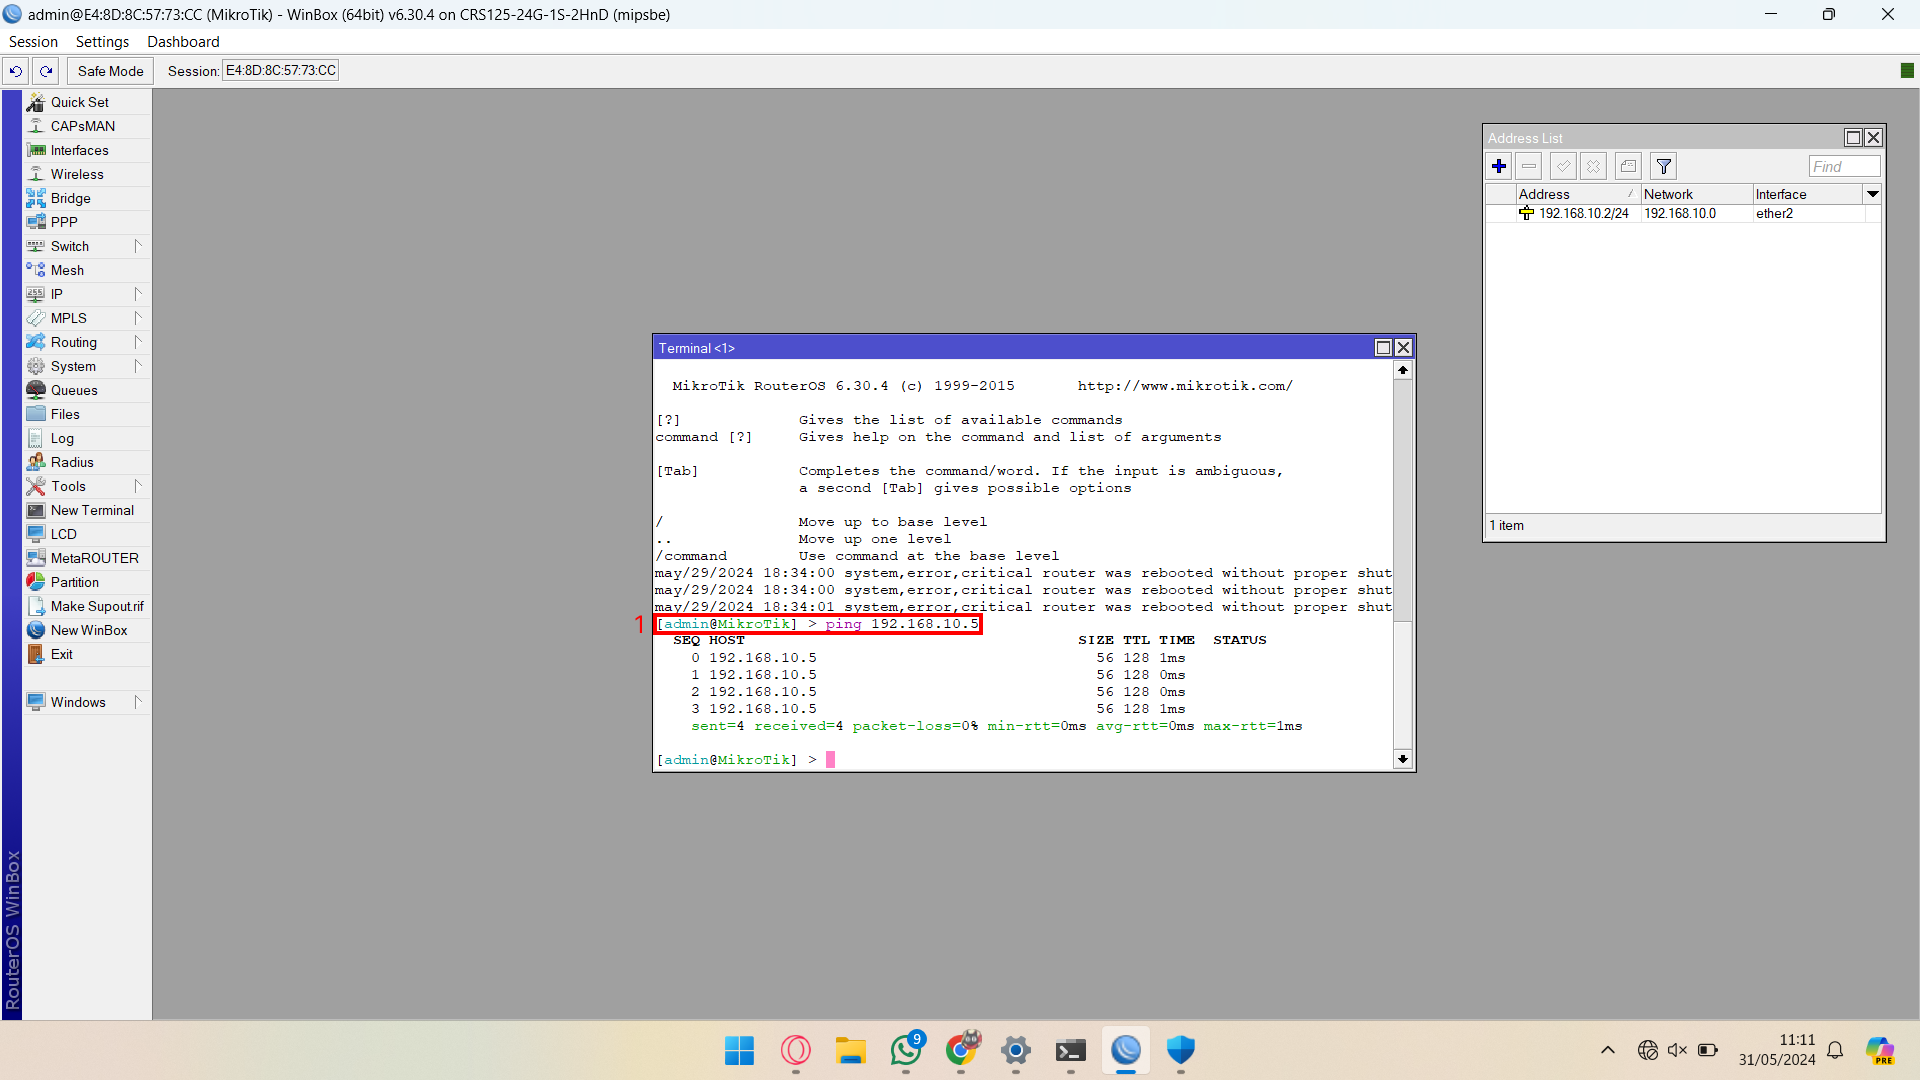 admin@E4:8D:8C:57:73:CC (MikroTik) - WinBox (64bit) v6.30.4 on CRS125-24G-1S-2HnD (mipsbe)
Session Settings Dashboard
Safe Mode Session: E4:8D:8C:57:73:CC
Quick Set
CAPsMAN
Interfaces
Wireless
Bridge
PPP
Switch
Mesh
IP
MPLS
Routing
System
Queues
Files
Log
Radius
Tools
New Terminal
LCD
MetaROUTER
Partition
Make Supout.rif
New WinBox
Exit
Windows
RouterOS WinBox
Address List
Find
Address Network Interface
192.168.10.2/24 192.168.10.0 ether2
1 item
Terminal <1>
MikroTik RouterOS 6.30.4 (c) 1999-2015 http://www.mikrotik.com/
[?] Gives the list of available commands
command [?] Gives help on the command and list of arguments
[Tab] Completes the command/word. If the input is ambiguous,
a second [Tab] gives possible options
/ Move up to base level
.. Move up one level
/command Use command at the base level
may/29/2024 18:34:00 system,error,critical router was rebooted without proper shut
may/29/2024 18:34:00 system,error,critical router was rebooted without proper shut
may/29/2024 18:34:01 system,error,critical router was rebooted without proper shut
1 [admin@MikroTik] > ping 192.168.10.5
SEQ HOST SIZE TTL TIME STATUS
0 192.168.10.5 56 128 1ms
1 192.168.10.5 56 128 0ms
2 192.168.10.5 56 128 0ms
3 192.168.10.5 56 128 1ms
sent=4 received=4 packet-loss=0% min-rtt=0ms avg-rtt=0ms max-rtt=1ms
[admin@MikroTik] >
9
11:11
31/05/2024
PRE